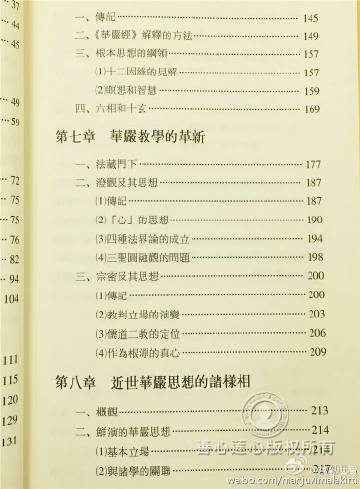 37
44
45
49
59
72
75
75
76
82
94
104
111
115
120
129
131
一、傳記 145
二、《華嚴經》解釋的方法 149
三、根本思想的綱領 157
⑴十二因緣的見解 157
⑵瞑想和智慧 159
四、六相和十玄 169
第七章 華嚴教學的革新
一、法藏門下 177
二、澄觀及其思想 187
⑴傳記 187
⑵「心」的思想 190
⑶四種法界論的成立 194
⑷三聖圓融觀的問題 198
三、宗密及其思想 200
⑴傳記 200
⑵教判立場的演變 203
⑶儒道二教的定位 206
⑷作為根源的真心 209
第八章 近世華嚴思想的諸樣相
一、概觀 213
二、鮮演的華嚴思想 214
⑴基本立場
⑵與諸學的關聯 217
善心蓮心版权所有
weibo.com/manjuvimalakirti